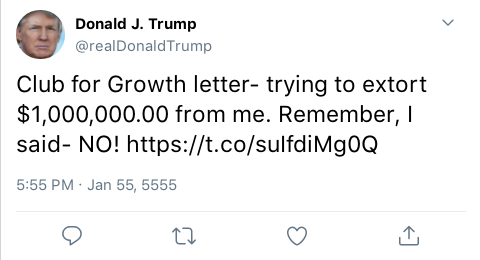 Donald J. Trump
@realDonaldTrump
Club for Growth letter- trying to extort
$1,000,000.00 from me. Remember, I
said- NO! https://t.co/sulfdiMg0Q
5:55 PM · Jan 55, 5555